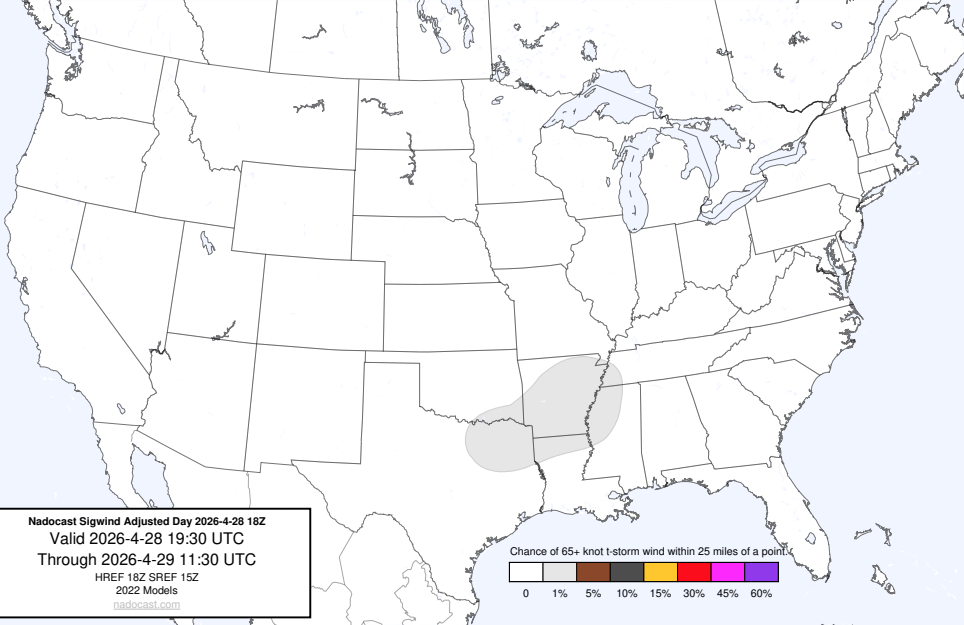 Nadocast Sigwind Adjusted Day 2026-4-28 18Z
Valid 2026-4-28 19:30 UTC
Through 2026-4-29 11:30 UTC
HREF 18Z SREF 15Z
2022 Models
nadocast.com
Chance of 65+ knot t-storm wind within 25 miles of a point.
0 1% 5% 10% 15% 30% 45% 60%